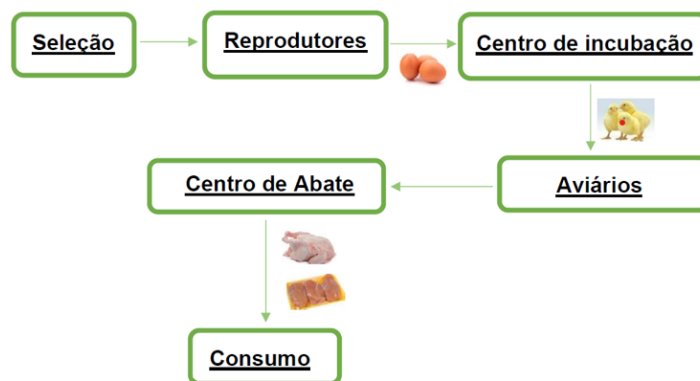 Seleção
Reprodutores
Centro de incubação
Centro de Abate
Aviários
Consumo